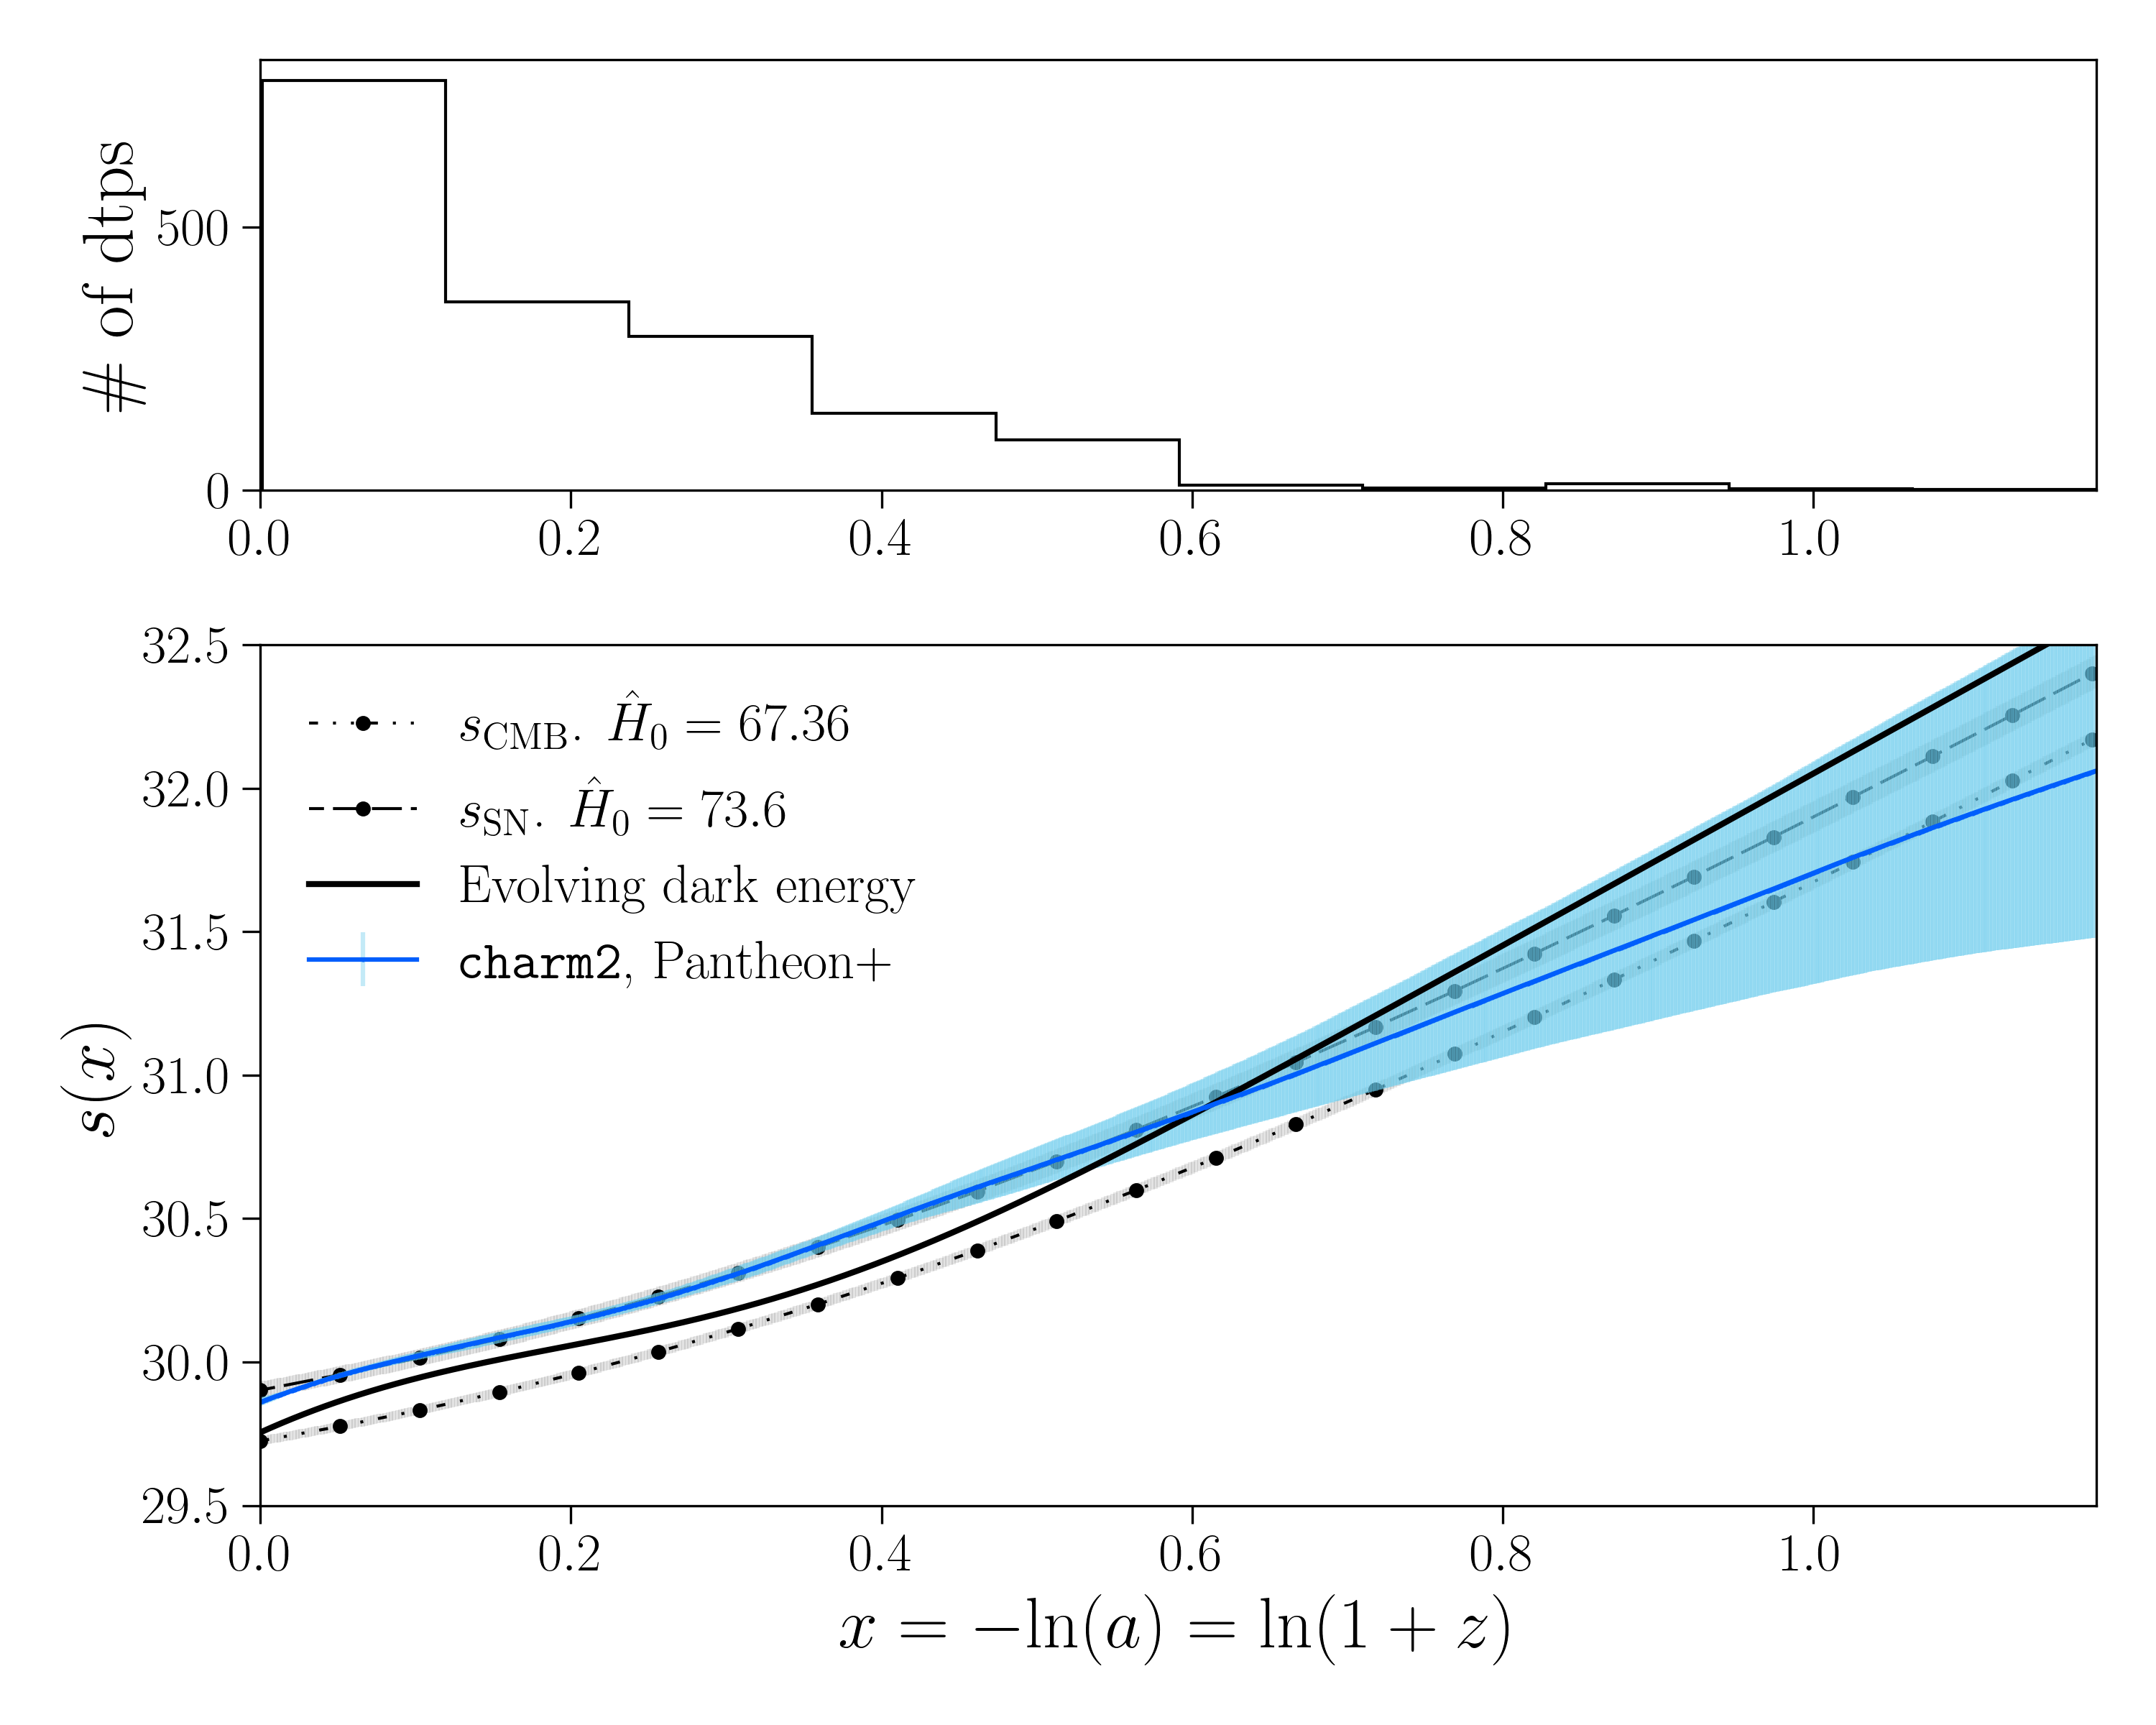 # of dtps
500
0
0.0 0.2 0.4 0.6 0.8 1.0
32.5
32.0
31.5
31.0
30.5
30.0
29.5
s(x)
s_CMB. Ĥ_0 = 67.36
s_SN. Ĥ_0 = 73.6
Evolving dark energy
charm2, Pantheon+
0.0 0.2 0.4 0.6 0.8 1.0
x = −ln(a) = ln(1 + z)